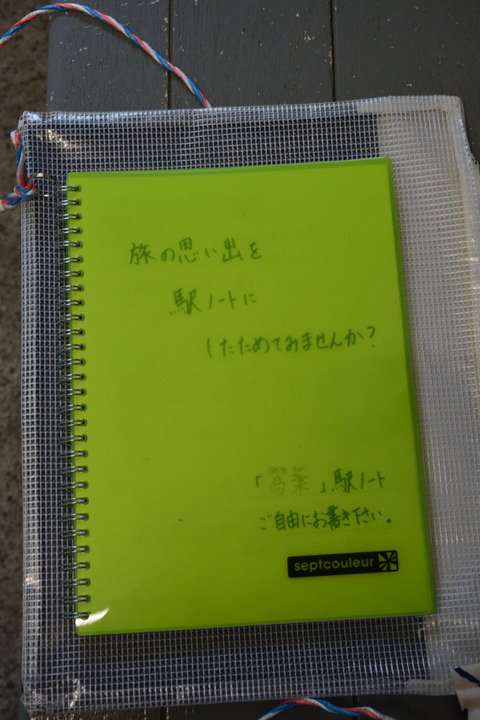 旅の思い出を
駅ノートに
したためてみませんか?
「 」駅ノート
ご自由にお書き下さい。
septcouleur